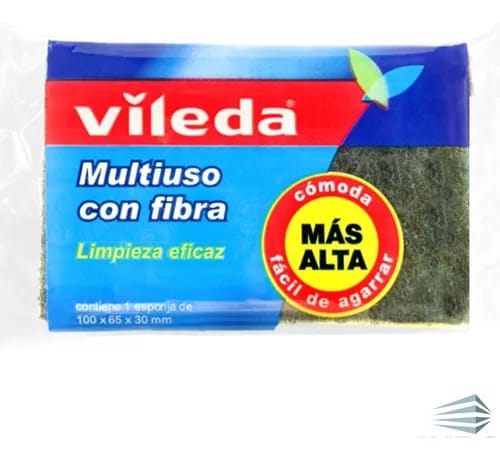 vileda®
Multiuso
con fibra
Limpieza eficaz
cómoda
MÁS
ALTA
fácil de agarrar
contiene 1 esponja de
100 x 65 x 30 mm